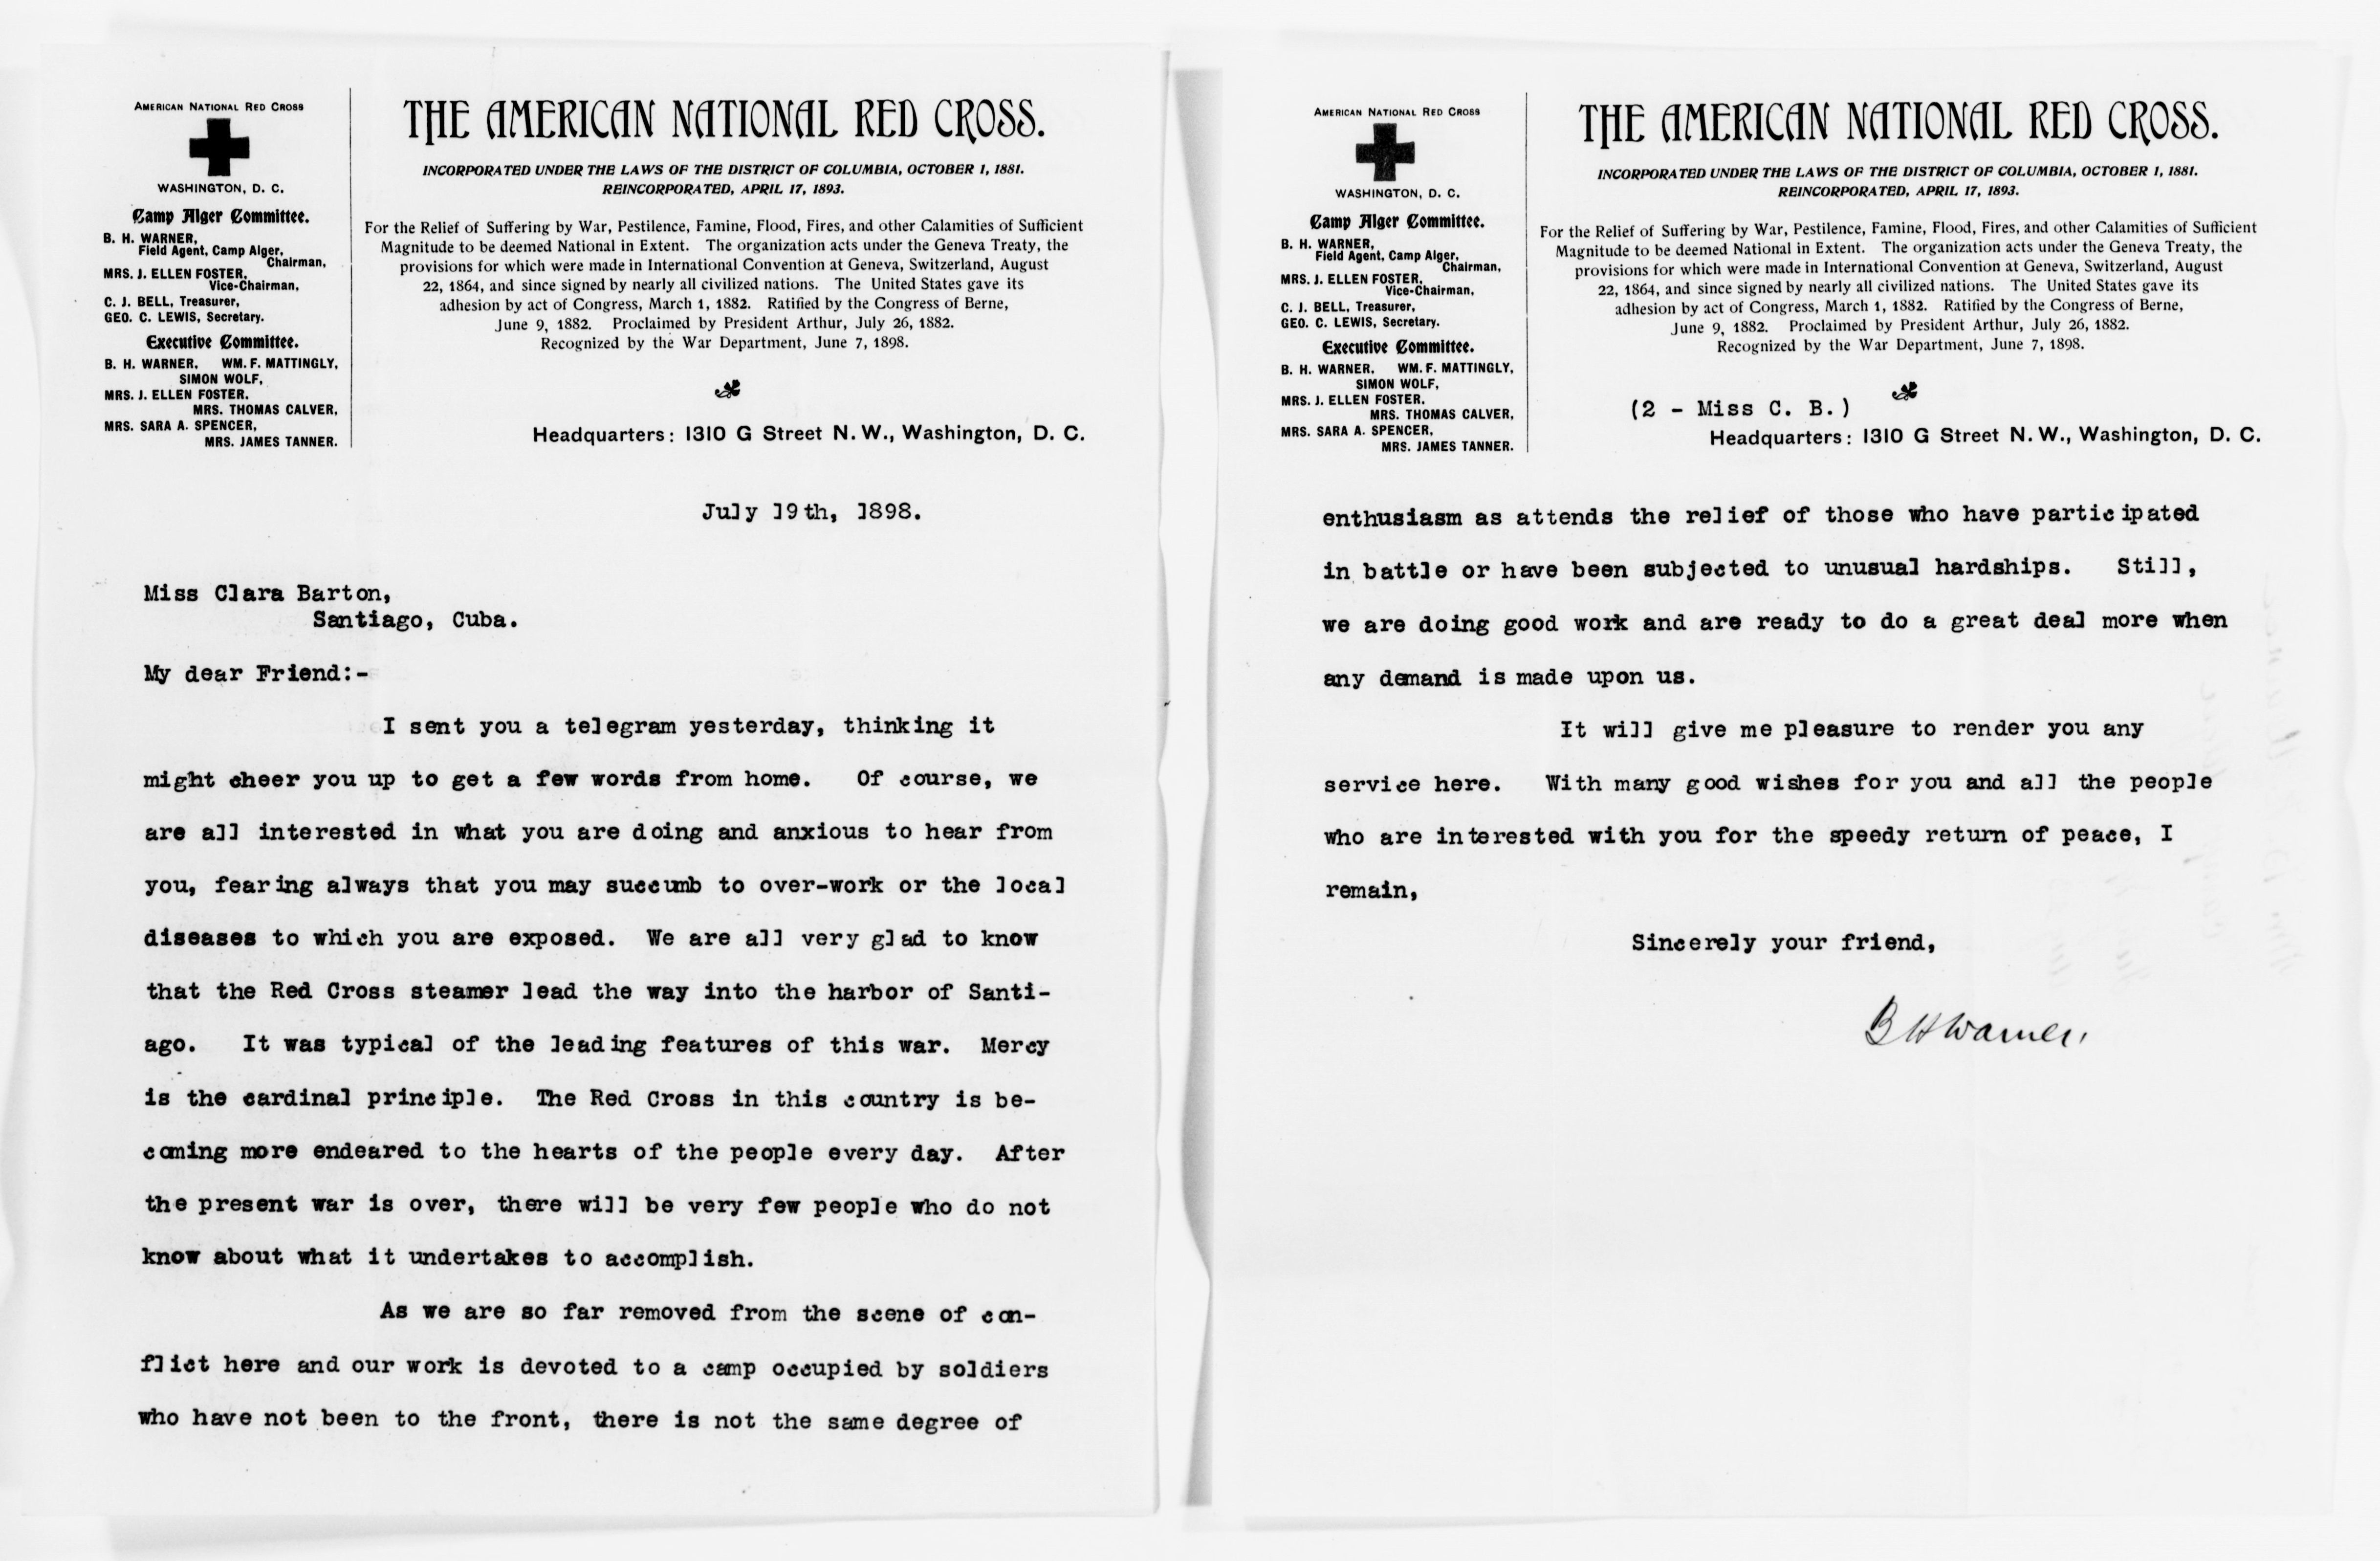 AMERICAN NATIONAL RED CROSS
WASHINGTON, D. C.
Camp Alger Committee.
B. H. WARNER,
Field Agent, Camp Alger,
Chairman,
MRS. J. ELLEN FOSTER,
Vice-Chairman,
C. J. BELL, Treasurer,
GEO. C. LEWIS, Secretary.
Executive Committee.
B. H. WARNER, WM. F. MATTINGLY,
SIMON WOLF,
MRS. J. ELLEN FOSTER,
MRS. THOMAS CALVER,
MRS. SARA A. SPENCER,
MRS. JAMES TANNER.
THE AMERICAN NATIONAL RED CROSS.
INCORPORATED UNDER THE LAWS OF THE DISTRICT OF COLUMBIA, OCTOBER 1, 1881.
REINCORPORATED, APRIL 17, 1893.
For the Relief of Suffering by War, Pestilence, Famine, Flood, Fires, and other Calamities of Sufficient
Magnitude to be deemed National in Extent. The organization acts under the Geneva Treaty, the
provisions for which were made in International Convention at Geneva, Switzerland, August
22, 1864, and since signed by nearly all civilized nations. The United States gave its
adhesion by act of Congress, March 1, 1882. Ratified by the Congress of Berne,
June 9, 1882. Proclaimed by President Arthur, July 26, 1882.
Recognized by the War Department, June 7, 1898.
Headquarters: 1310 G Street N. W., Washington, D. C.
July 19th, 1898.
Miss Clara Barton,
Santiago, Cuba.
My dear Friend:-
I sent you a telegram yesterday, thinking it
might cheer you up to get a few words from home. Of course, we
are all interested in what you are doing and anxious to hear from
you, fearing always that you may succumb to over-work or the local
diseases to which you are exposed. We are all very glad to know
that the Red Cross steamer lead the way into the harbor of Santi-
ago. It was typical of the leading features of this war. Mercy
is the cardinal principle. The Red Cross in this country is be-
coming more endeared to the hearts of the people every day. After
the present war is over, there will be very few people who do not
know about what it undertakes to accomplish.
As we are so far removed from the scene of con-
flict here and our work is devoted to a camp occupied by soldiers
who have not been to the front, there is not the same degree of
AMERICAN NATIONAL RED CROSS
WASHINGTON, D. C.
Camp Alger Committee.
B. H. WARNER,
Field Agent, Camp Alger,
Chairman,
MRS. J. ELLEN FOSTER,
Vice-Chairman,
C. J. BELL, Treasurer,
GEO. C. LEWIS, Secretary.
Executive Committee.
B. H. WARNER, WM. F. MATTINGLY,
SIMON WOLF,
MRS. J. ELLEN FOSTER,
MRS. THOMAS CALVER,
MRS. SARA A. SPENCER,
MRS. JAMES TANNER.
THE AMERICAN NATIONAL RED CROSS.
INCORPORATED UNDER THE LAWS OF THE DISTRICT OF COLUMBIA, OCTOBER 1, 1881.
REINCORPORATED, APRIL 17, 1893.
For the Relief of Suffering by War, Pestilence, Famine, Flood, Fires, and other Calamities of Sufficient
Magnitude to be deemed National in Extent. The organization acts under the Geneva Treaty, the
provisions for which were made in International Convention at Geneva, Switzerland, August
22, 1864, and since signed by nearly all civilized nations. The United States gave its
adhesion by act of Congress, March 1, 1882. Ratified by the Congress of Berne,
June 9, 1882. Proclaimed by President Arthur, July 26, 1882.
Recognized by the War Department, June 7, 1898.
(2 - Miss C. B.)
Headquarters: 1310 G Street N. W., Washington, D. C.
enthusiasm as attends the relief of those who have participated
in battle or have been subjected to unusual hardships. Still,
we are doing good work and are ready to do a great deal more when
any demand is made upon us.
It will give me pleasure to render you any
service here. With many good wishes for you and all the people
who are interested with you for the speedy return of peace, I
remain,
Sincerely your friend,
B H Warner,